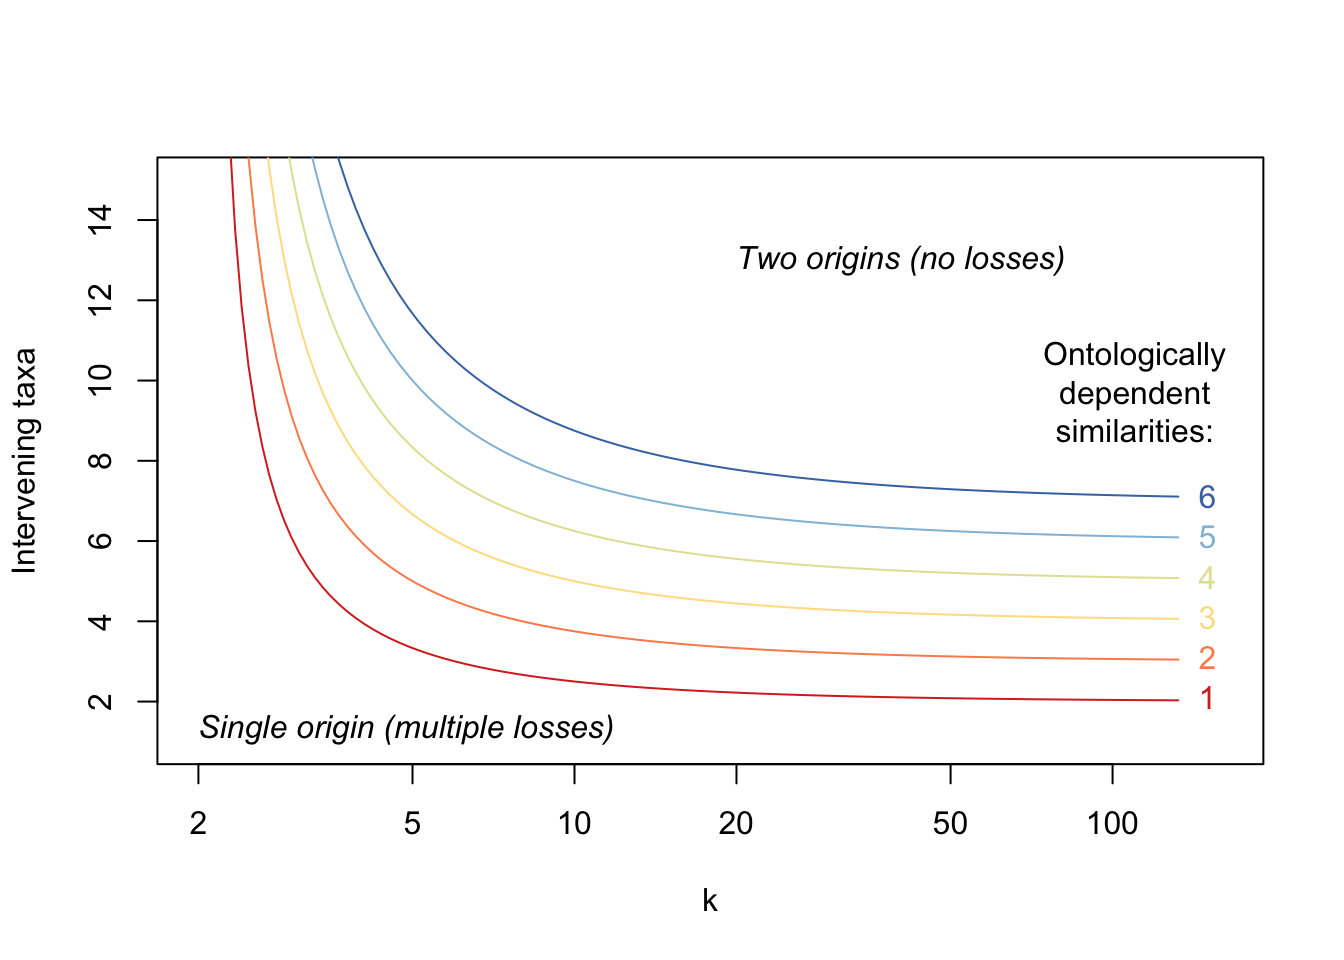 Two origins (no losses)
Ontologically
dependent
similarities:
6
5
4
3
2
1
Single origin (multiple losses)
Intervening taxa
14
12
10
8
6
4
2
2 5 10 20 50 100
k